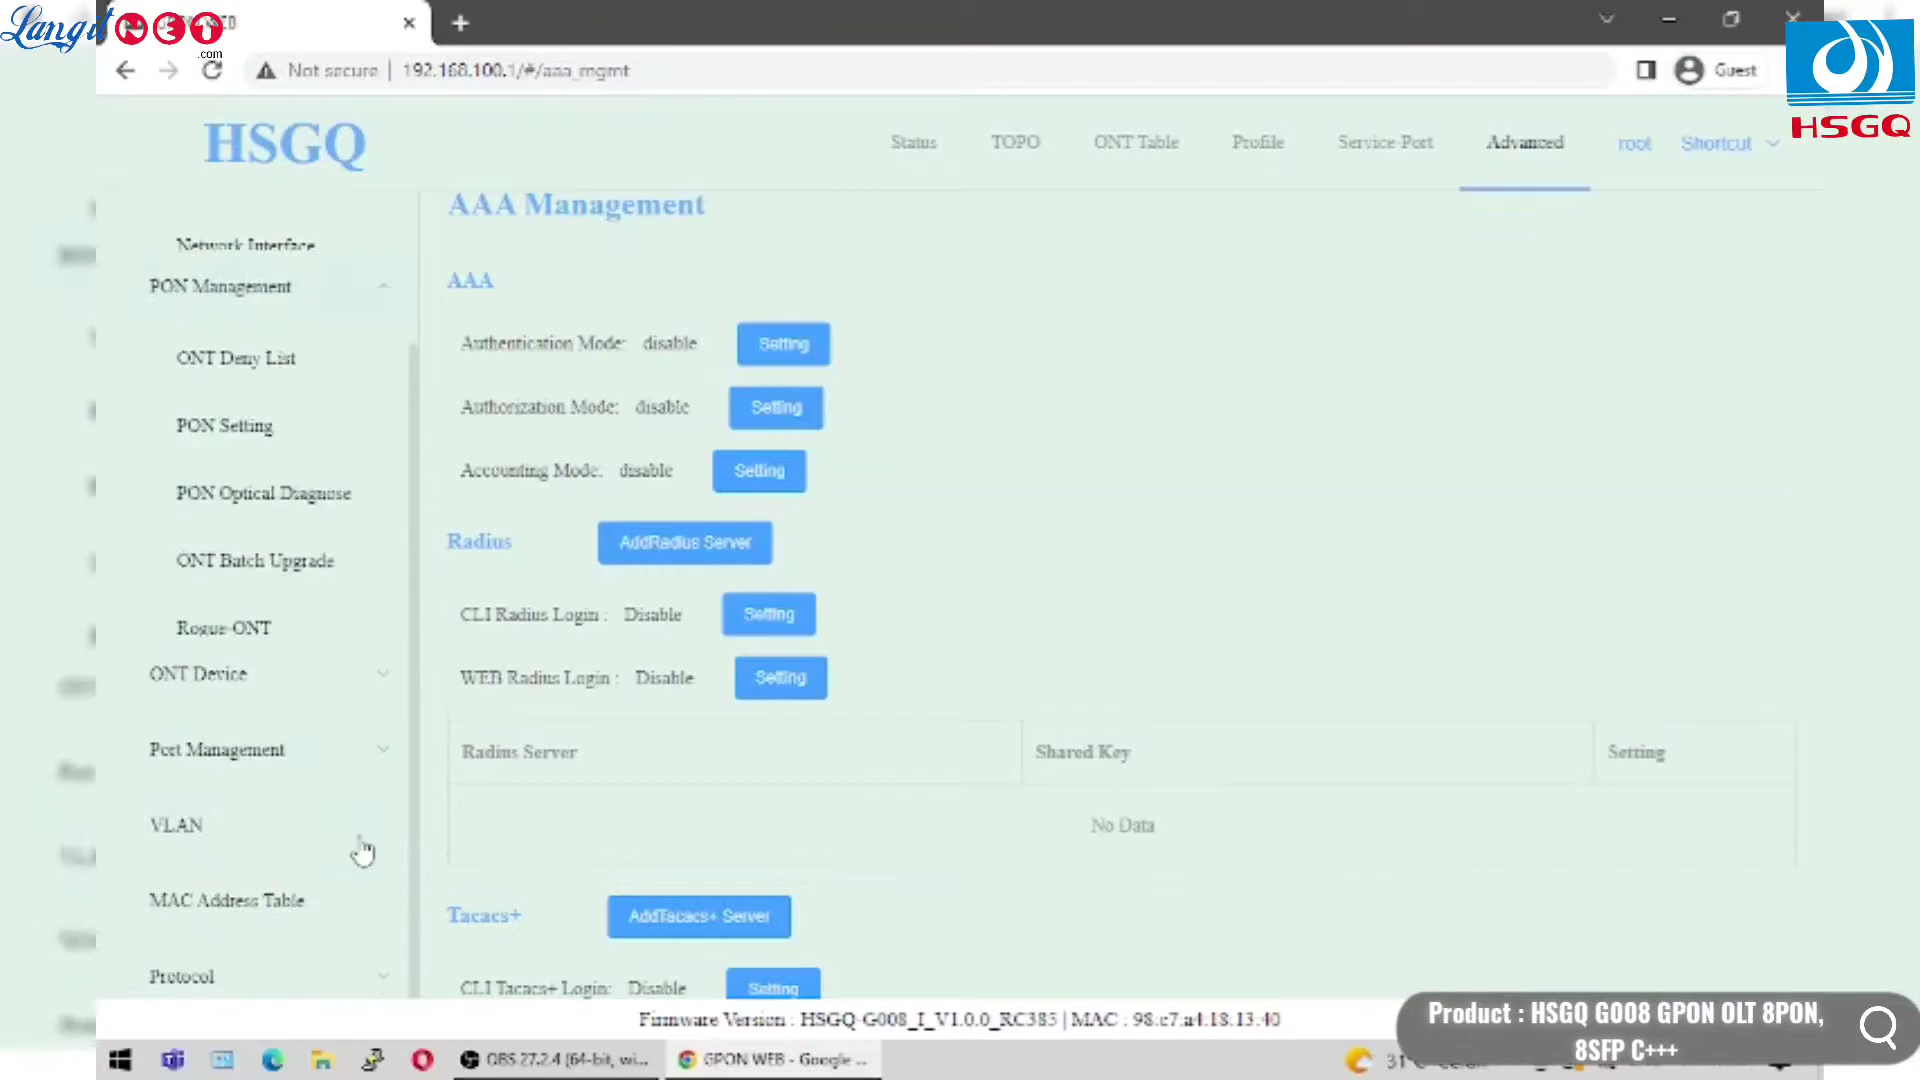 LangitNET
.com
WEB
Not secure
192.168.100.1/#/aaa_mgmt
Guest
HSGQ
HSGQ
Status
TOPO
ONT Table
Profile
Service-Port
Advanced
root
Shortcut
Network Interface
PON Management
ONT Deny List
PON Setting
PON Optical Diagnose
ONT Batch Upgrade
Rogue-ONT
ONT Device
Port Management
VLAN
MAC Address Table
Protocol
AAA Management
AAA
Authentication Mode: disable Setting
Authorization Mode: disable Setting
Accounting Mode: disable Setting
Radius AddRadius Server
CLI Radius Login : Disable Setting
WEB Radius Login : Disable Setting
Radius Server Shared Key Setting
No Data
Tacacs+ AddTacacs+ Server
CLI Tacacs+ Login: Disable Setting
Firmware Version : HSGQ-G008_I_V1.0.0_RC385 | MAC : 98:c7:a4:18:13:40
Product : HSGQ G008 GPON OLT 8PON,
8SFP C+++
OBS 27.2.4 (64-bit, wi...
GPON WEB - Google ...